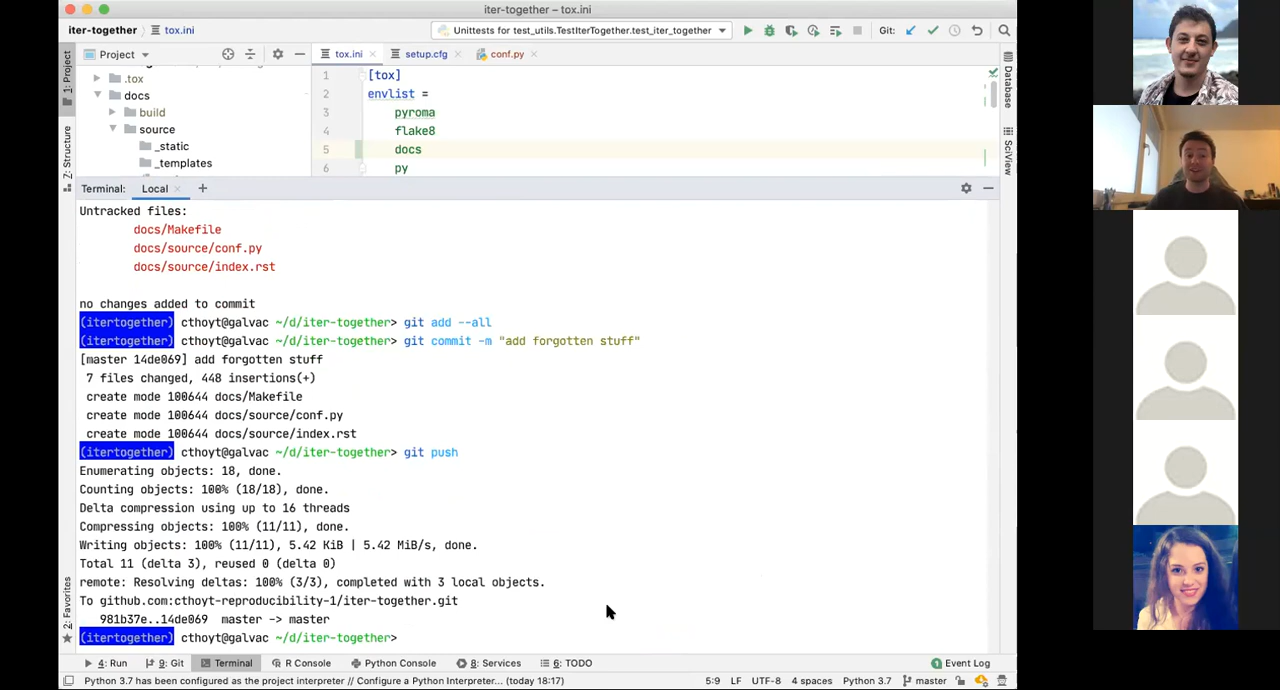 iter-together – tox.ini
iter-together tox.ini
Unittests for test_utils.TestIterTogether.test_iter_together
Git:
Project
tox.ini
setup.cfg
conf.py
1: Project
Z: Structure
2: Favorites
Database
SciView
.tox
docs
build
source
_static
_templates
1 [tox]
2 envlist =
3 pyroma
4 flake8
5 docs
6 py
Terminal: Local +
Untracked files:
docs/Makefile
docs/source/conf.py
docs/source/index.rst
no changes added to commit
(itertogether) cthoyt@galvac ~/d/iter-together> git add --all
(itertogether) cthoyt@galvac ~/d/iter-together> git commit -m "add forgotten stuff"
[master 14de069] add forgotten stuff
7 files changed, 448 insertions(+)
create mode 100644 docs/Makefile
create mode 100644 docs/source/conf.py
create mode 100644 docs/source/index.rst
(itertogether) cthoyt@galvac ~/d/iter-together> git push
Enumerating objects: 18, done.
Counting objects: 100% (18/18), done.
Delta compression using up to 16 threads
Compressing objects: 100% (11/11), done.
Writing objects: 100% (11/11), 5.42 KiB | 5.42 MiB/s, done.
Total 11 (delta 3), reused 0 (delta 0)
remote: Resolving deltas: 100% (3/3), completed with 3 local objects.
To github.com:cthoyt-reproducibility-1/iter-together.git
981b37e..14de069 master -> master
(itertogether) cthoyt@galvac ~/d/iter-together>
4: Run 9: Git Terminal R Console Python Console 8: Services 6: TODO 1 Event Log
Python 3.7 has been configured as the project interpreter // Configure a Python Interpreter... (today 18:17) 5:9 LF UTF-8 4 spaces Python 3.7 master